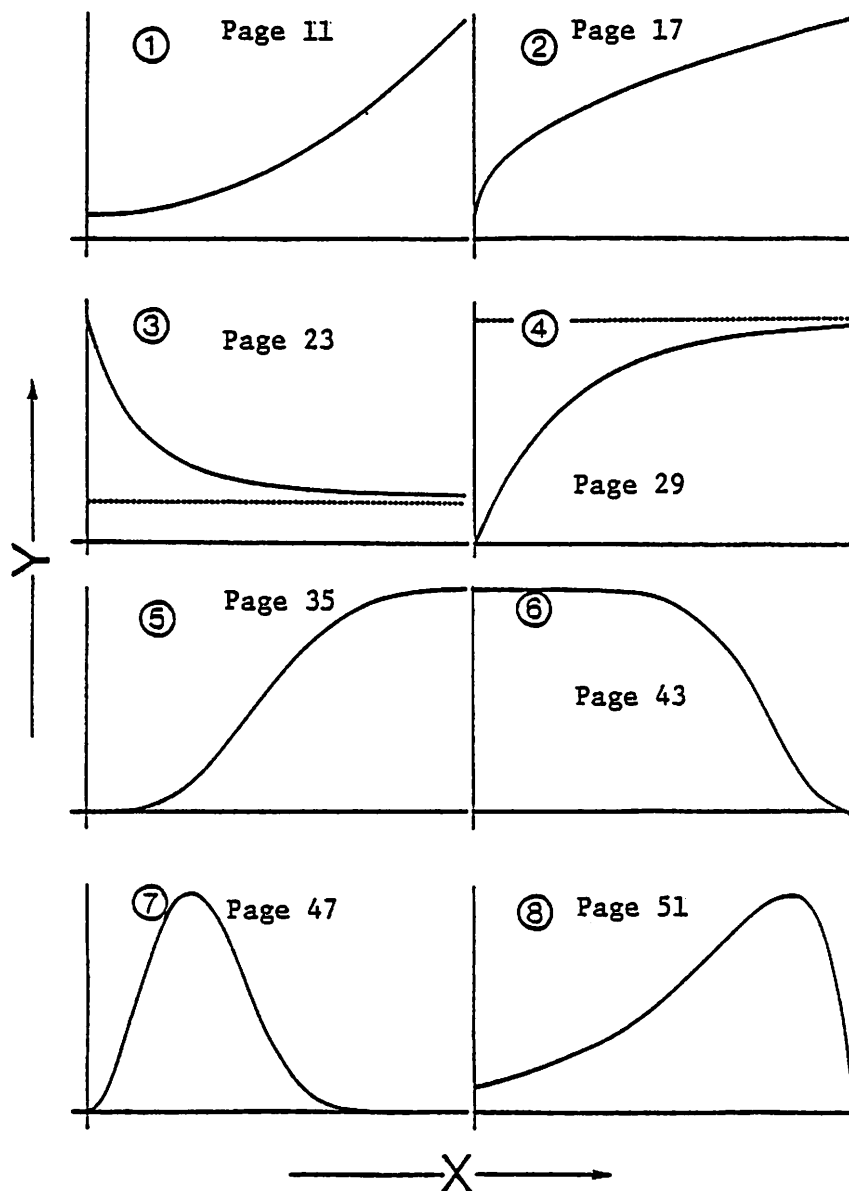 ① Page 11
② Page 17
③ Page 23
④
Page 29
⑤ Page 35
⑥
Page 43
⑦ Page 47
⑧ Page 51
Y
X